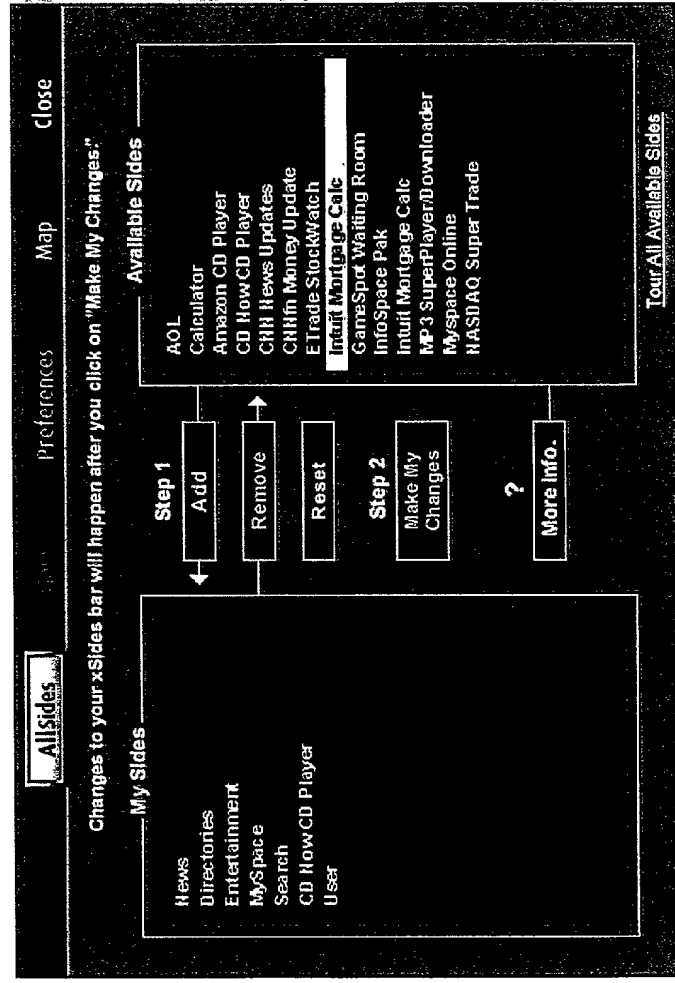 Allsides
Preferences
Map
Close
Changes to your xSides bar will happen after you click on "Make My Changes:"
My Sides
News
Directories
Entertainment
MySpace
Search
CD Now CD Player
User
Step 1
Add
Remove
Reset
Step 2
Make My
Changes
?
More Info.
Available Sides
AOL
Calculator
Amazon CD Player
CD Now CD Player
CNN News Updates
CNNfn Money Update
ETrade StockWatch
Intuit Mortgage Calc
GameSpot Waiting Room
InfoSpace Pak
Intuit Mortgage Calc
MP3 SuperPlayer/Downloader
Myspace Online
NASDAQ Super Trade
Tour All Available Sides